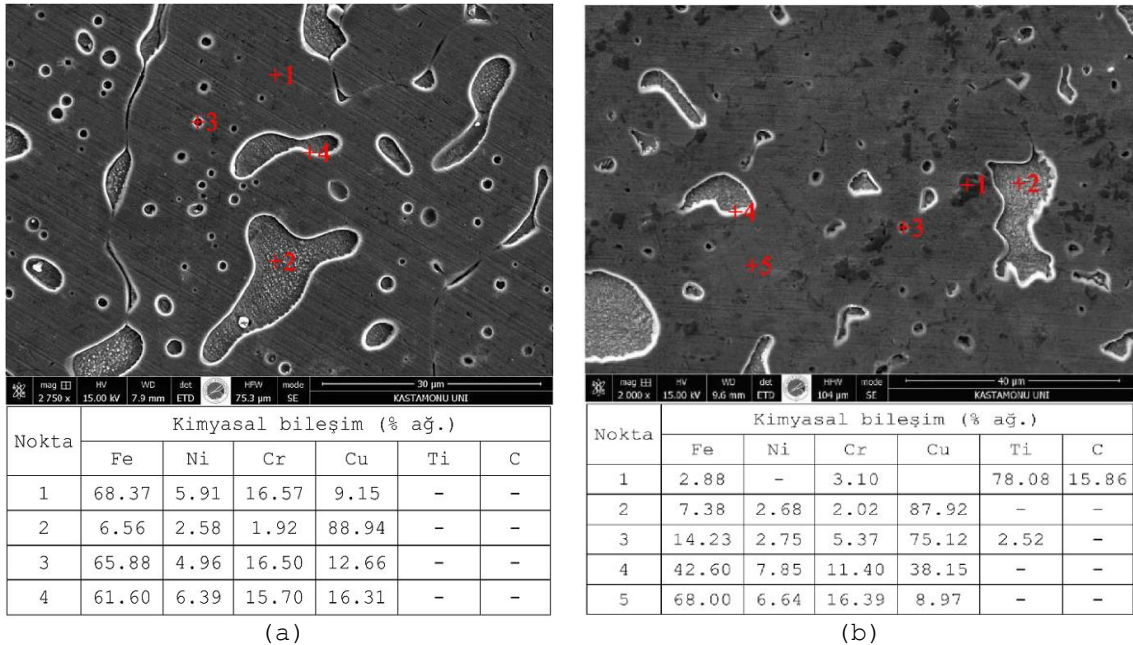 +1
+3
+4
+2
mag HV WD det HFW mode 30 µm
2 750 x 15.00 kV 7.9 mm ETD 75.3 µm SE KASTAMONU UNI
Nokta Kimyasal bileşim (% ağ.)
Fe Ni Cr Cu Ti C
1 68.37 5.91 16.57 9.15 - -
2 6.56 2.58 1.92 88.94 - -
3 65.88 4.96 16.50 12.66 - -
4 61.60 6.39 15.70 16.31 - -
(a)
+1
+2
+4
+3
+5
mag HV WD det HFW mode 40 µm
2 000 x 15.00 kV 9.6 mm ETD 104 µm SE KASTAMONU UNI
Nokta Kimyasal bileşim (% ağ.)
Fe Ni Cr Cu Ti C
1 2.88 - 3.10 78.08 15.86
2 7.38 2.68 2.02 87.92 - -
3 14.23 2.75 5.37 75.12 2.52 -
4 42.60 7.85 11.40 38.15 - -
5 68.00 6.64 16.39 8.97 - -
(b)